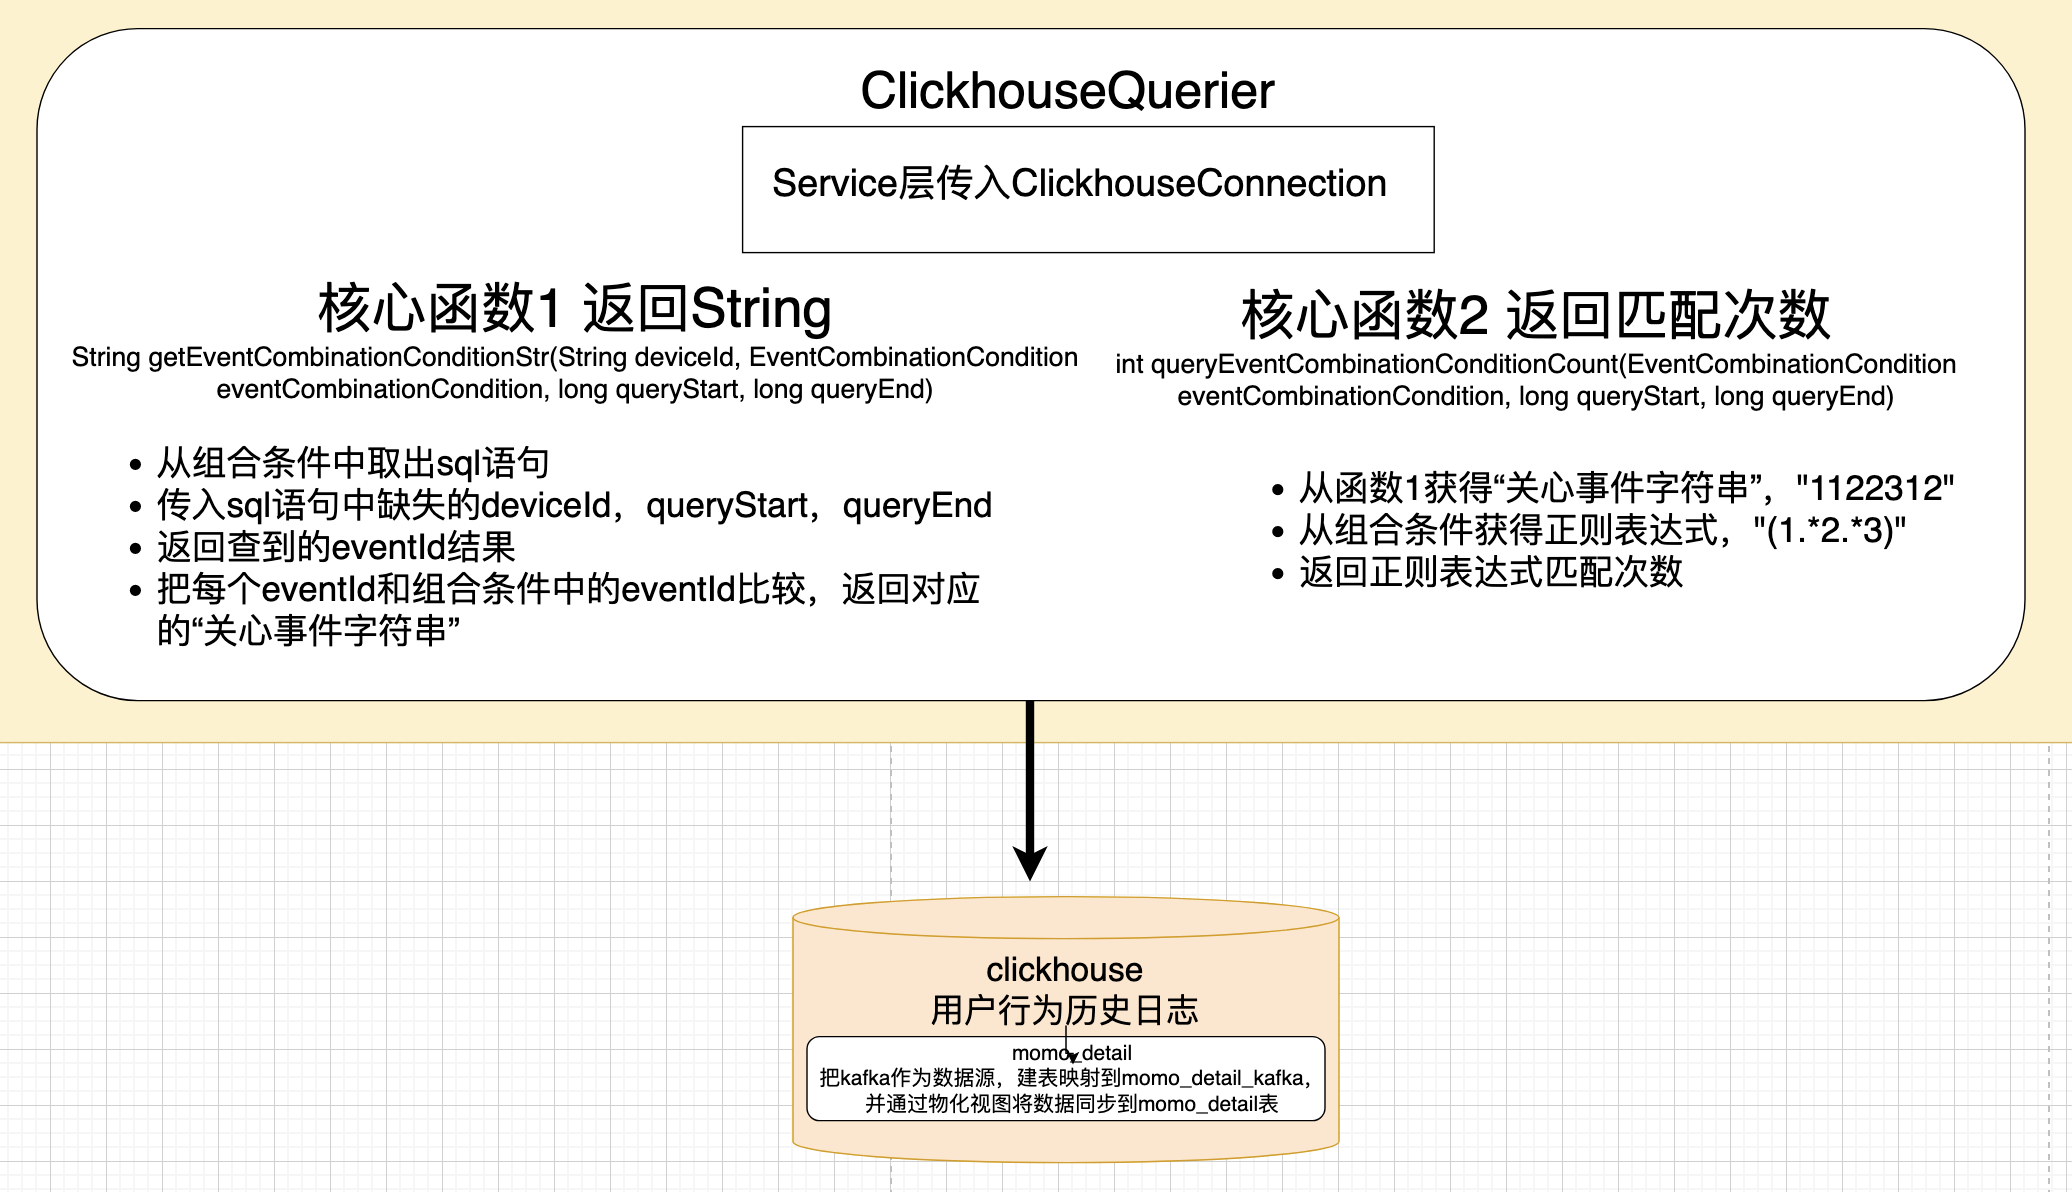 ClickhouseQuerier
Service层传入ClickhouseConnection
核心函数1 返回String
String getEventCombinationConditionStr(String deviceId, EventCombinationCondition
eventCombinationCondition, long queryStart, long queryEnd)
从组合条件中取出sql语句
传入sql语句中缺失的deviceId，queryStart，queryEnd
返回查到的eventId结果
把每个eventId和组合条件中的eventId比较，返回对应
的“关心事件字符串”
核心函数2 返回匹配次数
int queryEventCombinationConditionCount(EventCombinationCondition
eventCombinationCondition, long queryStart, long queryEnd)
从函数1获得“关心事件字符串”，"1122312"
从组合条件获得正则表达式，"(1.*2.*3)"
返回正则表达式匹配次数
clickhouse
用户行为历史日志
momo_detail
把kafka作为数据源，建表映射到momo_detail_kafka，
并通过物化视图将数据同步到momo_detail表